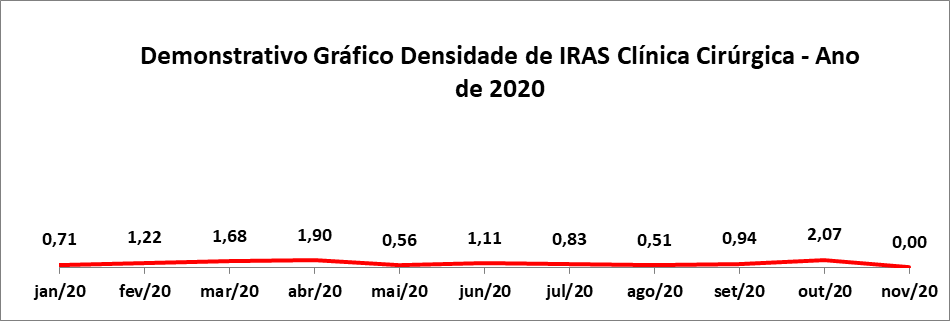 Demonstrativo Gráfico Densidade de IRAS Clínica Cirúrgica - Ano
de 2020
0,71 1,22 1,68 1,90 0,56 1,11 0,83 0,51 0,94 2,07 0,00
jan/20 fev/20 mar/20 abr/20 mai/20 jun/20 jul/20 ago/20 set/20 out/20 nov/20